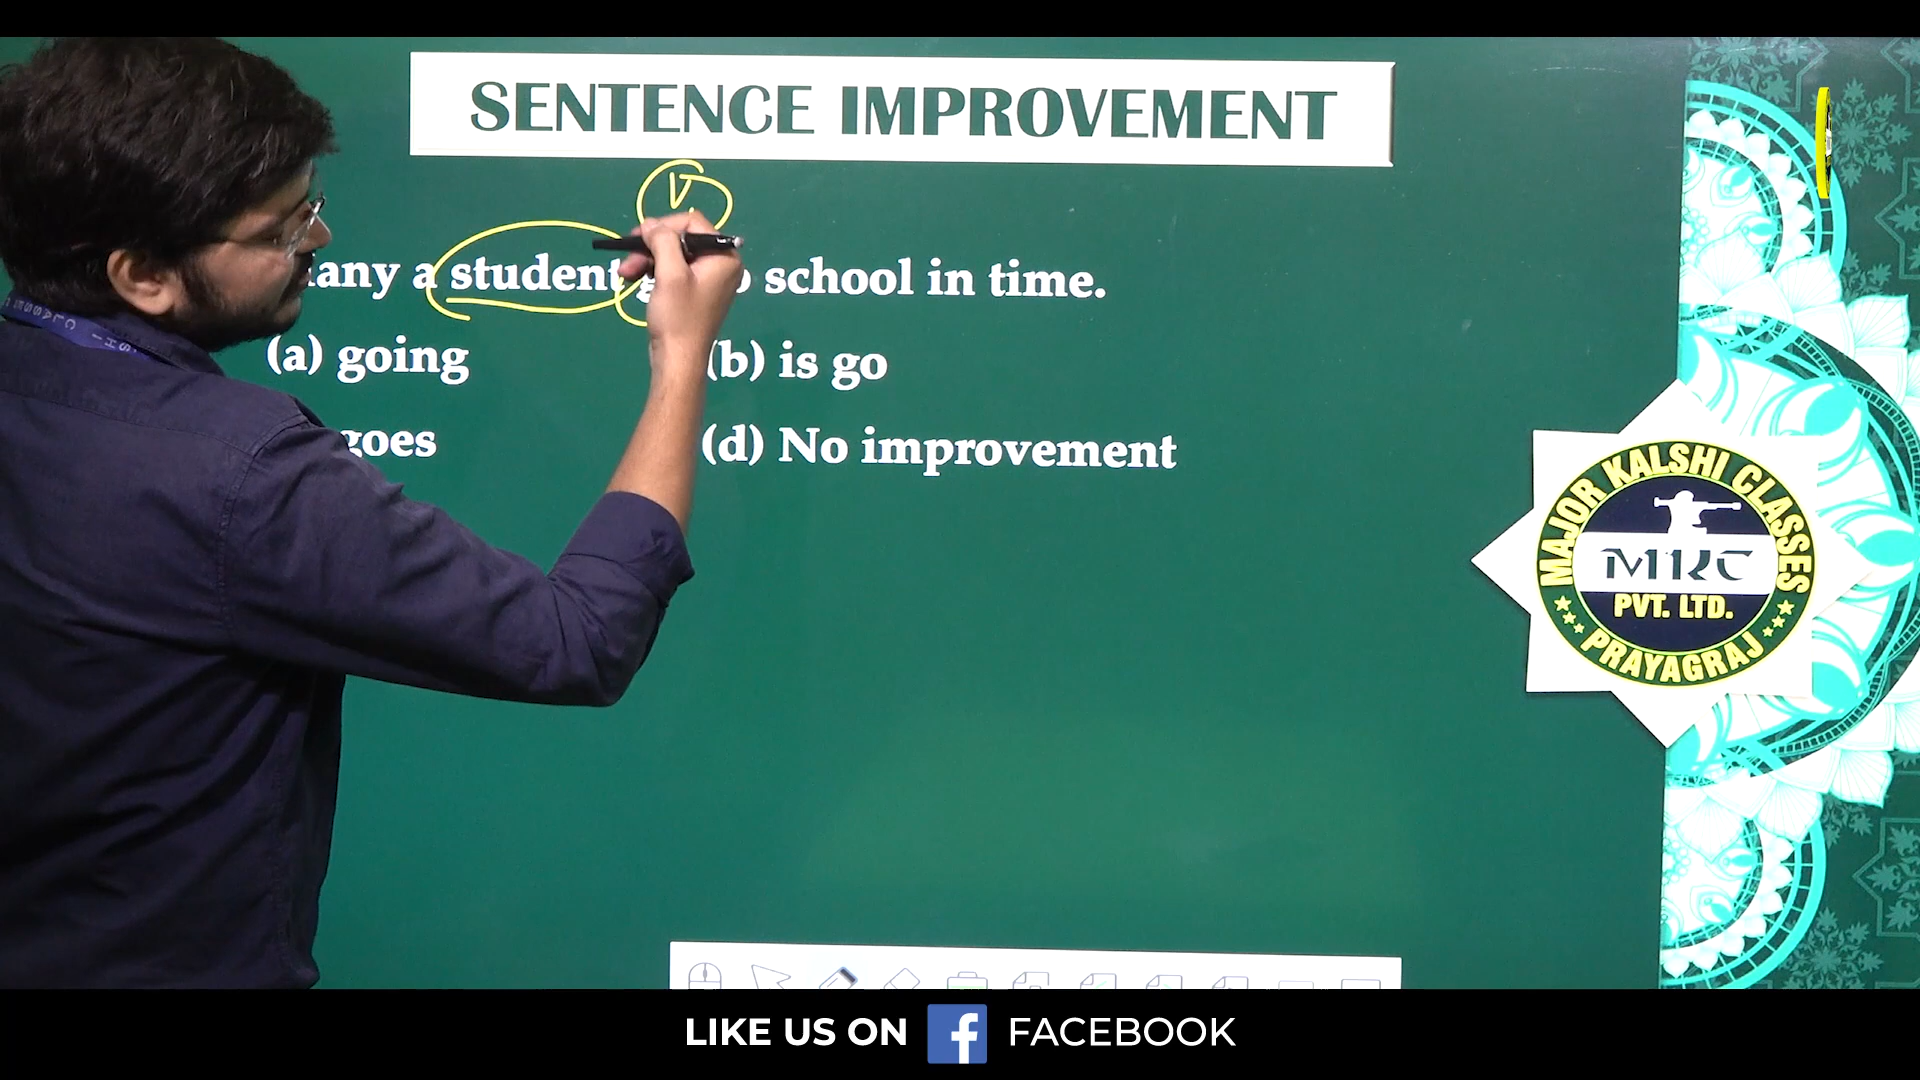 SENTENCE IMPROVEMENT
V
a student school in time.
(a) going (b) is go
goes (d) No improvement
MAJOR KALSHI CLASSES
MKC
PVT. LTD.
PRAYAGRAJ
LIKE US ON f FACEBOOK